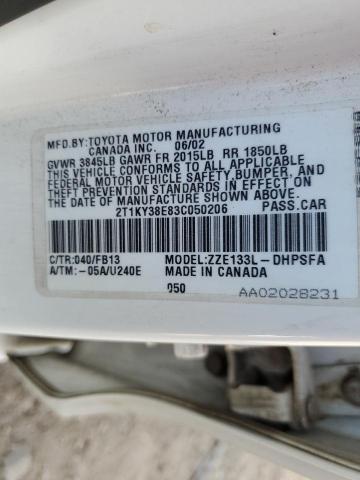 MFD.BY:TOYOTA MOTOR MANUFACTURING
CANADA INC. 06/02
GVWR 3845LB GAWR FR 2015LB RR 1850LB
THIS VEHICLE CONFORMS TO ALL APPLICABLE
FEDERAL MOTOR VEHICLE SAFETY, BUMPER, AND
THEFT PREVENTION STANDARDS IN EFFECT ON THE
DATE OF MANUFACTURE SHOWN ABOVE.
2T1KY38E83C050206 PASS.CAR
C/TR:040/FB13 MODEL:ZZE133L-DHPSFA
A/TM:-05A/U240E MADE IN CANADA
050 AA02028231